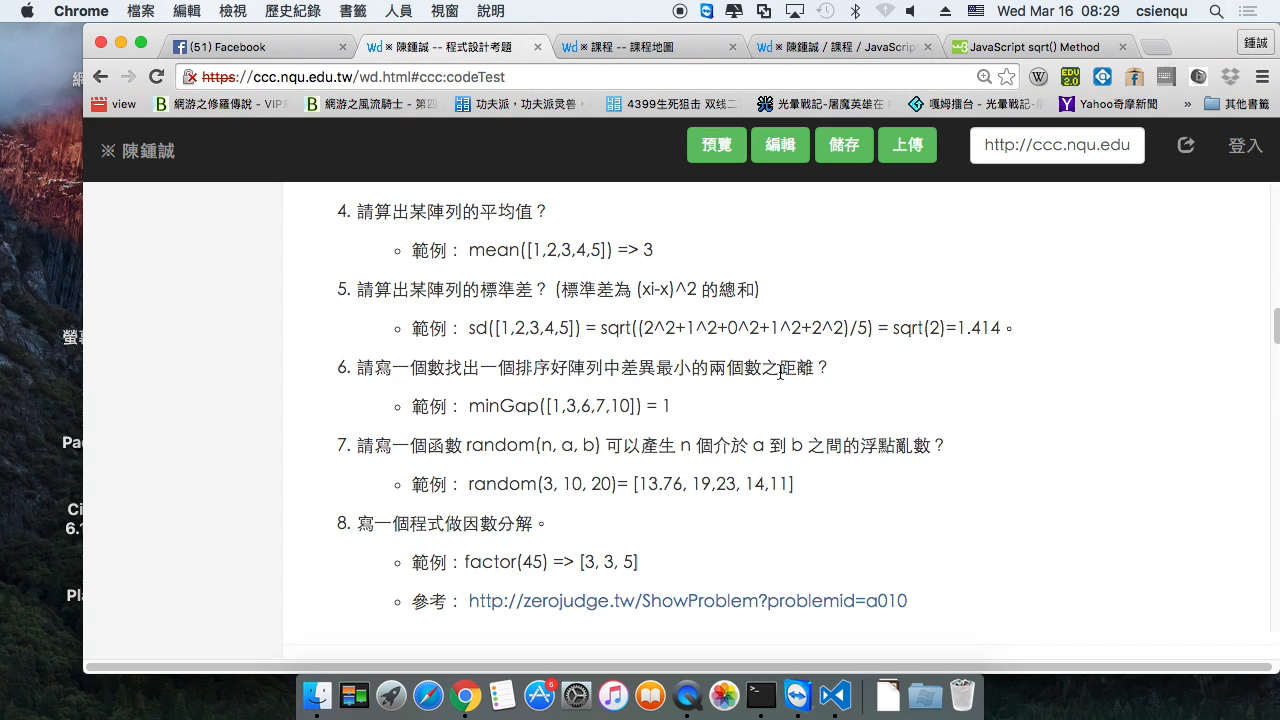 Chrome 檔案 編輯 檢視 歷史紀錄 書籤 人員 視窗 說明 Wed Mar 16 08:29 csienqu
(51) Facebook
※ 陳鍾誠 -- 程式設計考題
※ 課程 -- 課程地圖
※ 陳鍾誠 / 課程 / JavaScript
JavaScript sqrt() Method
鍾誠
https://ccc.nqu.edu.tw/wd.html#ccc:codeTest
view
網游之修羅傳說 - VIP
網游之風流騎士 - 第四
功夫派，功夫派灵兽
4399生死狙击 双线二
光暈戰記-屠魔英雄在
嘎姆擂台 - 光暈戰記
Yahoo奇摩新聞
»
其他書籤
※ 陳鍾誠
預覽
編輯
儲存
上傳
http://ccc.nqu.edu
登入
4. 請算出某陣列的平均值？
範例： mean([1,2,3,4,5]) => 3
5. 請算出某陣列的標準差？ (標準差為 (xi-x)^2 的總和)
範例： sd([1,2,3,4,5]) = sqrt((2^2+1^2+0^2+1^2+2^2)/5) = sqrt(2)=1.414。
6. 請寫一個數找出一個排序好陣列中差異最小的兩個數之距離？
範例： minGap([1,3,6,7,10]) = 1
7. 請寫一個函數 random(n, a, b) 可以產生 n 個介於 a 到 b 之間的浮點亂數？
範例： random(3, 10, 20)= [13.76, 19,23, 14,11]
8. 寫一個程式做因數分解。
範例：factor(45) => [3, 3, 5]
參考： http://zerojudge.tw/ShowProblem?problemid=a010
6